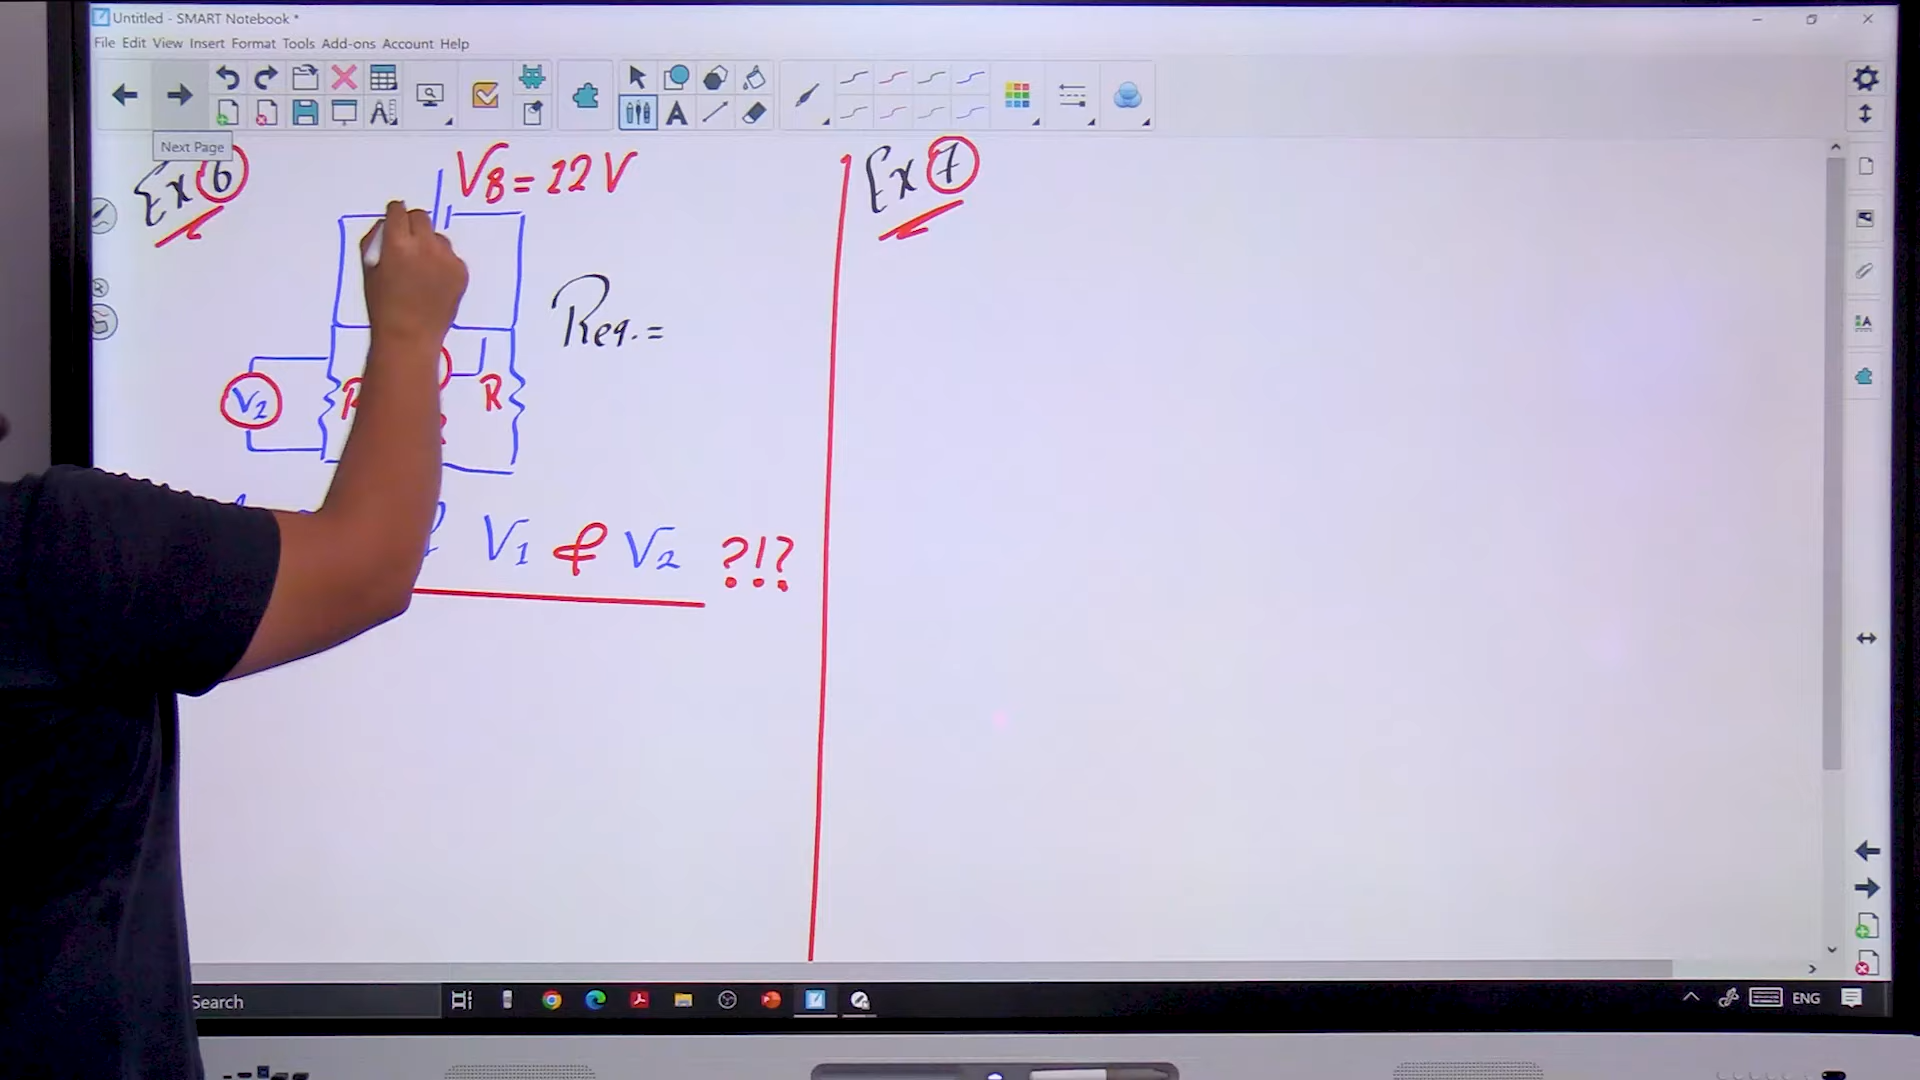 Untitled - SMART Notebook *
File Edit View Insert Format Tools Add-ons Account Help
Next Page
Ex 6
VB = 12 V
Ex 7
Req. =
V2
R
R
V1 & V2 ?!?
Search
ENG